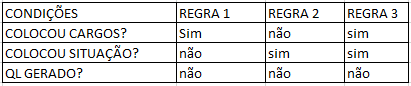 CONDIÇÕES REGRA 1 REGRA 2 REGRA 3
COLOCOU CARGOS? Sim não sim
COLOCOU SITUAÇÃO? não sim sim
QL GERADO? não não não